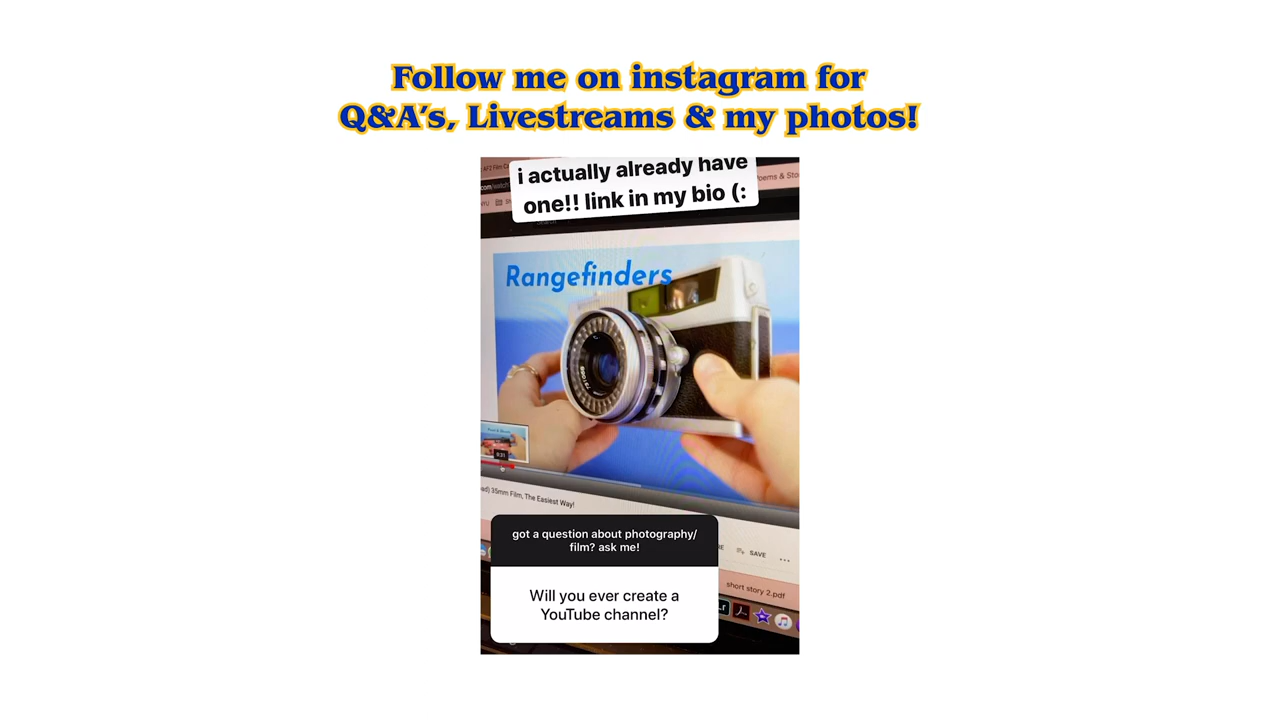 Follow me on instagram for
Q&A's, Livestreams & my photos!
i actually already have
one!! link in my bio (:
Poems & Sto
Rangefinders
35mm Film, The Easiest Way!
SAVE
short story 2.pdf
got a question about photography/
film? ask me!
Will you ever create a
YouTube channel?